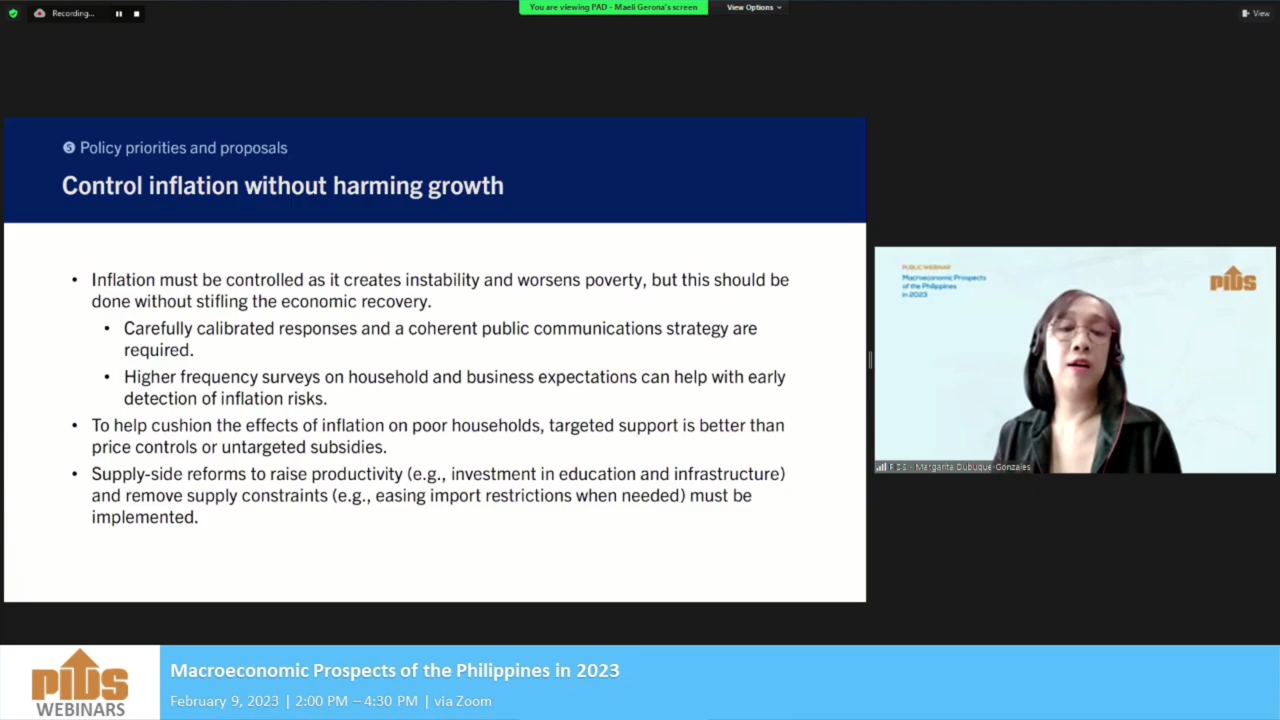 Recording...
You are viewing PAD - Maeli Gerona's screen
View Options
View
❺ Policy priorities and proposals
Control inflation without harming growth
• Inflation must be controlled as it creates instability and worsens poverty, but this should be
done without stifling the economic recovery.
• Carefully calibrated responses and a coherent public communications strategy are
required.
• Higher frequency surveys on household and business expectations can help with early
detection of inflation risks.
• To help cushion the effects of inflation on poor households, targeted support is better than
price controls or untargeted subsidies.
• Supply-side reforms to raise productivity (e.g., investment in education and infrastructure)
and remove supply constraints (e.g., easing import restrictions when needed) must be
implemented.
PUBLIC WEBINAR
Macroeconomic Prospects
of the Philippines
in 2023
PIDS
PIDS - Margarita Dubuque-Gonzales
PIDS
WEBINARS
Macroeconomic Prospects of the Philippines in 2023
February 9, 2023 | 2:00 PM – 4:30 PM | via Zoom